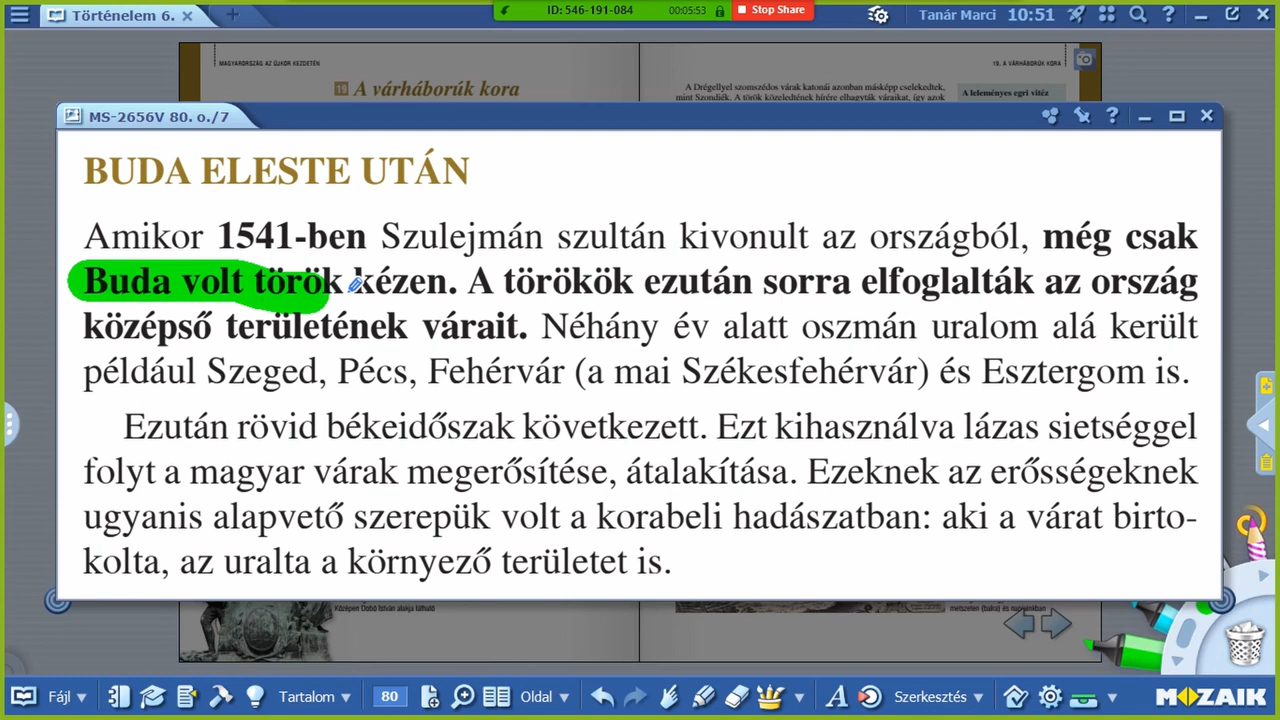 Történelem 6.
ID: 546-191-084
00:05:53
Stop Share
Tanár Marci
10:51
MAGYARORSZÁG AZ ÚJKOR KEZDETÉN
19. A VÁRHÁBORÚK KORA
19 A várháborúk kora
A Drégellyel szomszédos várak katonái azonban másképp cselekedtek,
mint Szondiék. A török közeledtének hírére elhagyták váraikat, így azok
A leleményes egri vitéz
MS-2656V 80. o./7
BUDA ELESTE UTÁN
Amikor 1541-ben Szulejmán szultán kivonult az országból, még csak
Buda volt török kézen. A törökök ezután sorra elfoglalták az ország
középső területének várait. Néhány év alatt oszmán uralom alá került
például Szeged, Pécs, Fehérvár (a mai Székesfehérvár) és Esztergom is.
Ezután rövid békeidőszak következett. Ezt kihasználva lázas sietséggel
folyt a magyar várak megerősítése, átalakítása. Ezeknek az erősségeknek
ugyanis alapvető szerepük volt a korabeli hadászatban: aki a várat birto-
kolta, az uralta a környező területet is.
Középen Dobó István alakja látható
metszeten (balra) és napjainkban
Fájl
Tartalom
80
Oldal
Szerkesztés
MOZAIK